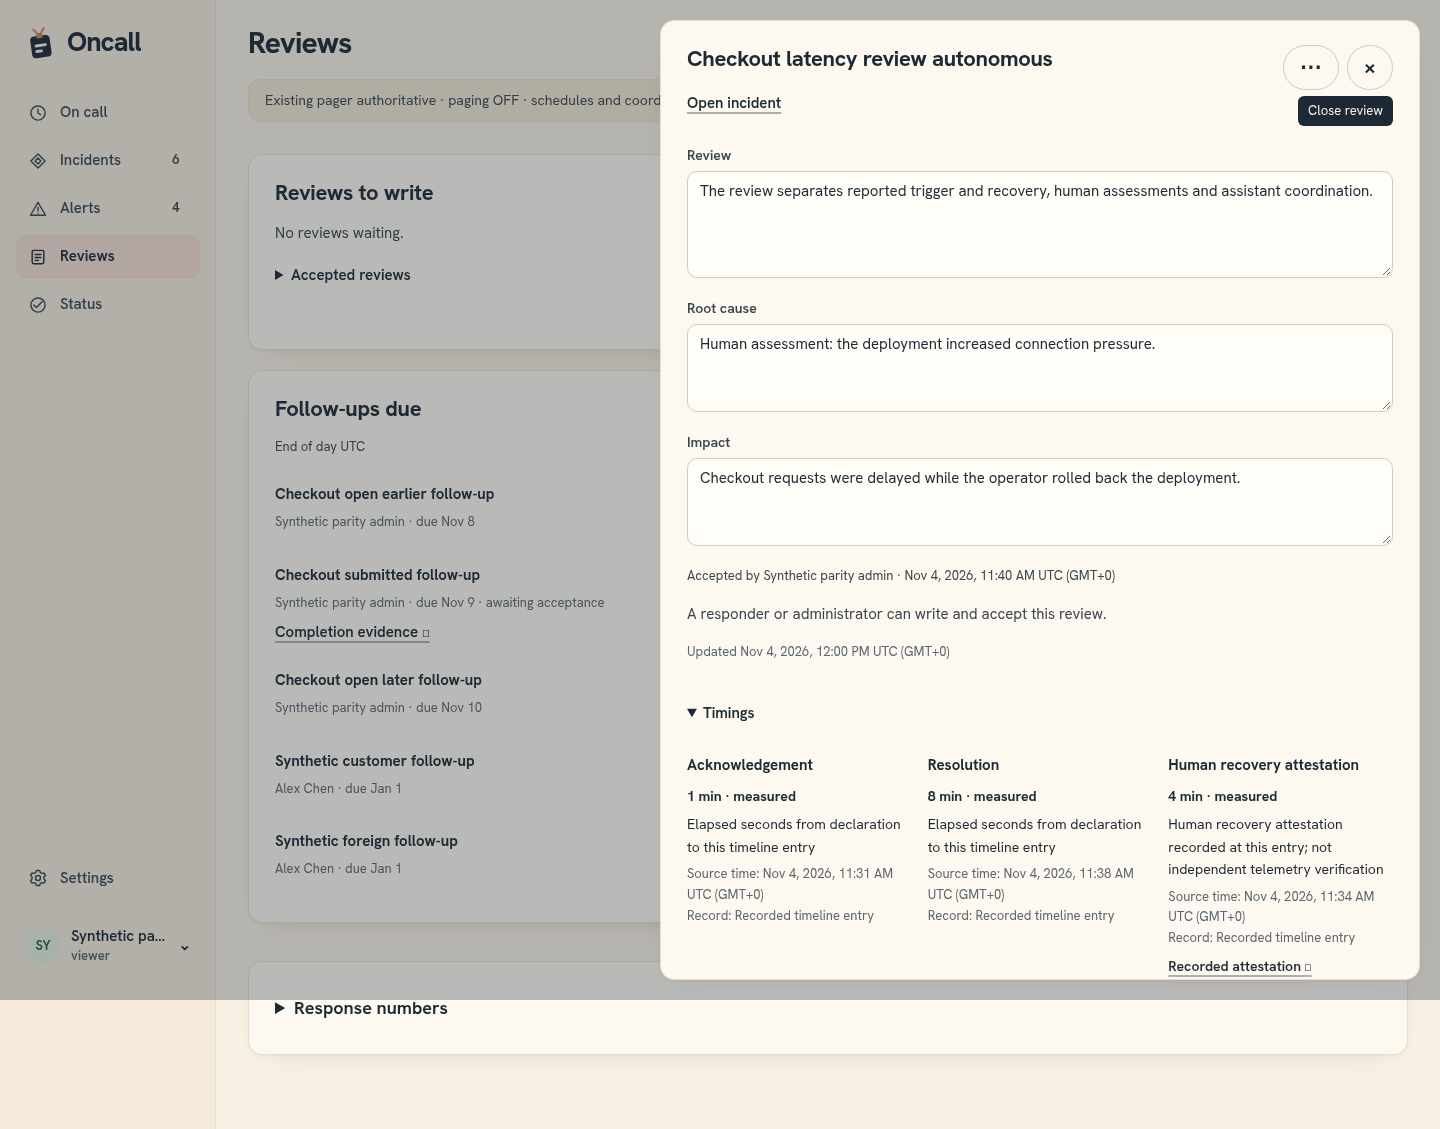 Oncall
On call
Incidents 6
Alerts 4
Reviews
Status
Settings
SY
Synthetic pa...
viewer
Reviews
Existing pager authoritative · paging OFF · schedules and coord
Reviews to write
No reviews waiting.
Accepted reviews
Follow-ups due
End of day UTC
Checkout open earlier follow-up
Synthetic parity admin · due Nov 8
Checkout submitted follow-up
Synthetic parity admin · due Nov 9 · awaiting acceptance
Completion evidence
Checkout open later follow-up
Synthetic parity admin · due Nov 10
Synthetic customer follow-up
Alex Chen · due Jan 1
Synthetic foreign follow-up
Alex Chen · due Jan 1
Response numbers
Checkout latency review autonomous
Open incident
Close review
Review
The review separates reported trigger and recovery, human assessments and assistant coordination.
Root cause
Human assessment: the deployment increased connection pressure.
Impact
Checkout requests were delayed while the operator rolled back the deployment.
Accepted by Synthetic parity admin · Nov 4, 2026, 11:40 AM UTC (GMT+0)
A responder or administrator can write and accept this review.
Updated Nov 4, 2026, 12:00 PM UTC (GMT+0)
Timings
Acknowledgement
1 min · measured
Elapsed seconds from declaration
to this timeline entry
Source time: Nov 4, 2026, 11:31 AM
UTC (GMT+0)
Record: Recorded timeline entry
Resolution
8 min · measured
Elapsed seconds from declaration
to this timeline entry
Source time: Nov 4, 2026, 11:38 AM
UTC (GMT+0)
Record: Recorded timeline entry
Human recovery attestation
4 min · measured
Human recovery attestation
recorded at this entry; not
independent telemetry verification
Source time: Nov 4, 2026, 11:34 AM
UTC (GMT+0)
Record: Recorded timeline entry
Recorded attestation